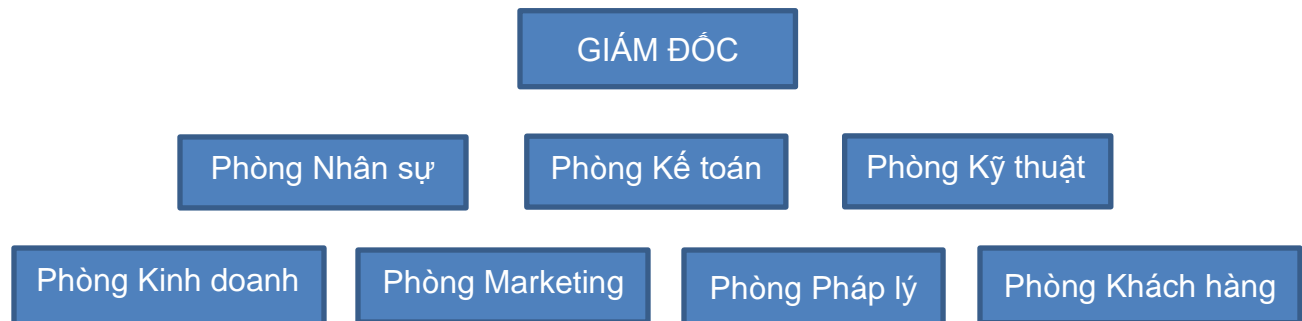 GIÁM ĐỐC
Phòng Nhân sự
Phòng Kế toán
Phòng Kỹ thuật
Phòng Kinh doanh
Phòng Marketing
Phòng Pháp lý
Phòng Khách hàng